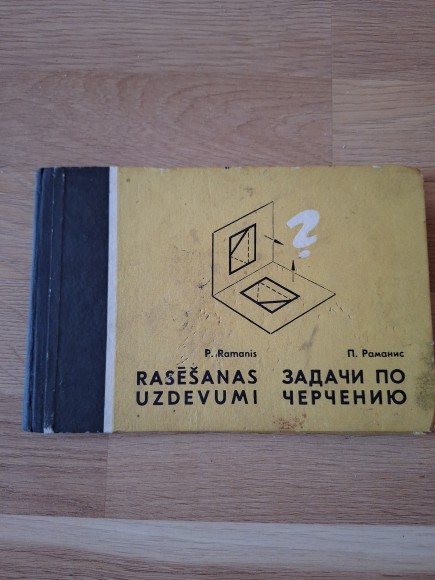 ?
P. Ramanis
RASĒŠANAS
UZDEVUMI
П. Раманис
ЗАДАЧИ ПО
ЧЕРЧЕНИЮ